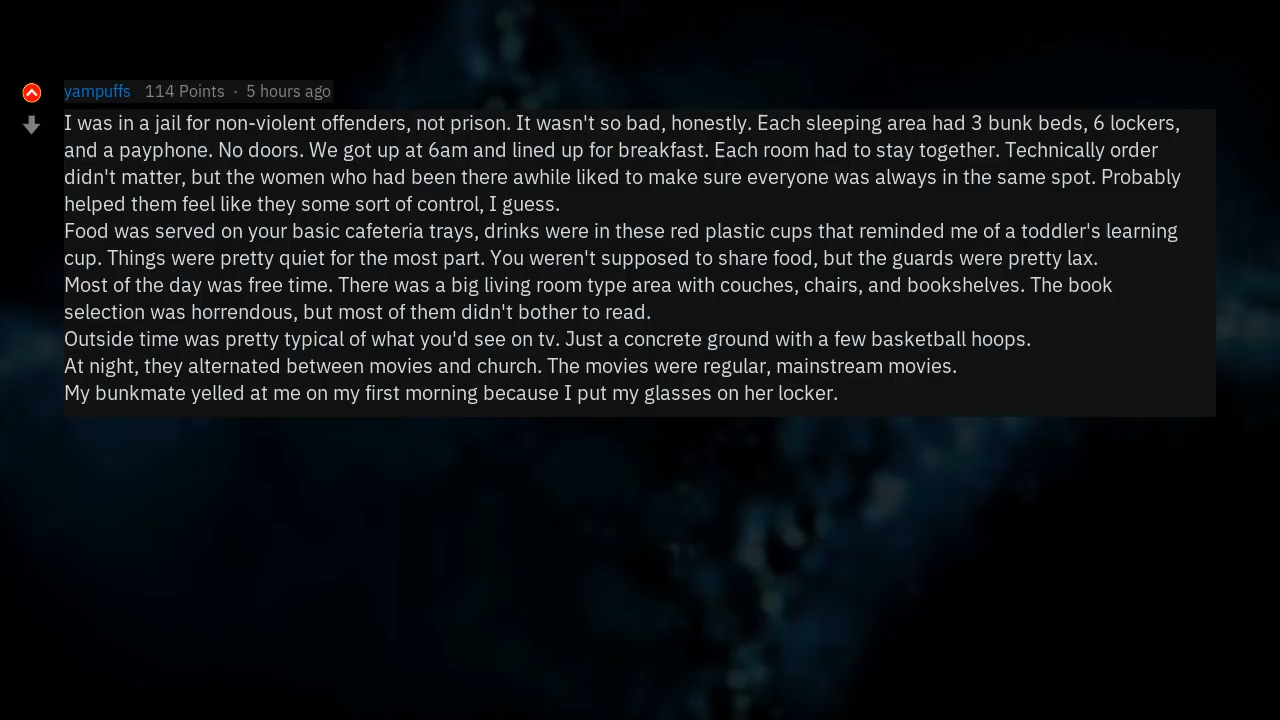 yampuffs 114 Points · 5 hours ago
I was in a jail for non-violent offenders, not prison. It wasn't so bad, honestly. Each sleeping area had 3 bunk beds, 6 lockers,
and a payphone. No doors. We got up at 6am and lined up for breakfast. Each room had to stay together. Technically order
didn't matter, but the women who had been there awhile liked to make sure everyone was always in the same spot. Probably
helped them feel like they some sort of control, I guess.
Food was served on your basic cafeteria trays, drinks were in these red plastic cups that reminded me of a toddler's learning
cup. Things were pretty quiet for the most part. You weren't supposed to share food, but the guards were pretty lax.
Most of the day was free time. There was a big living room type area with couches, chairs, and bookshelves. The book
selection was horrendous, but most of them didn't bother to read.
Outside time was pretty typical of what you'd see on tv. Just a concrete ground with a few basketball hoops.
At night, they alternated between movies and church. The movies were regular, mainstream movies.
My bunkmate yelled at me on my first morning because I put my glasses on her locker.